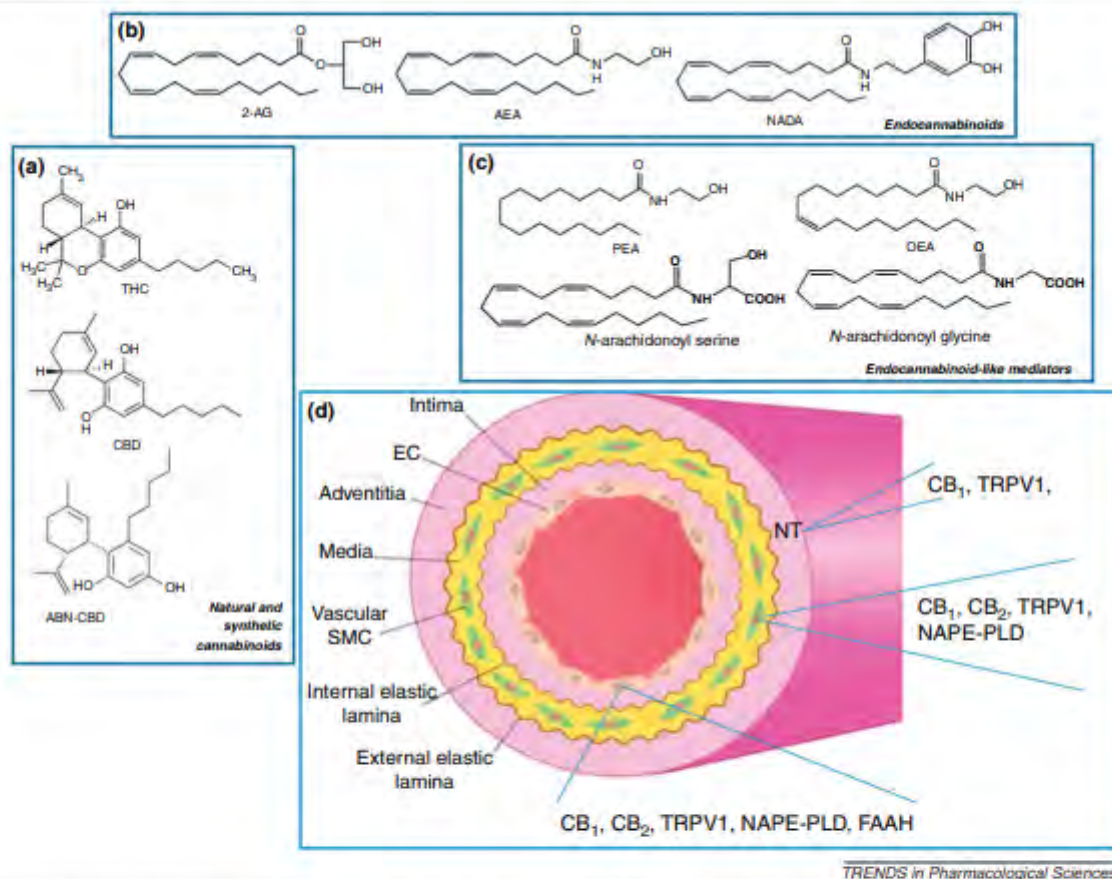 (b)
O
OH
O
OH
2-AG
O
N
H
OH
AEA
O
N
H
OH
OH
NADA
Endocannabinoids
(a)
CH3
OH
H
H
H3C
H3C
O
CH3
THC
OH
H
H
O
H
CBD
HO
OH
ABN-CBD
Natural and
synthetic
cannabinoids
(c)
O
NH
OH
PEA
O
NH
OH
OEA
O
OH
NH
COOH
N-arachidonoyl serine
O
NH
COOH
N-arachidonoyl glycine
Endocannabinoid-like mediators
(d)
Intima
EC
Adventitia
Media
Vascular
SMC
Internal elastic
lamina
External elastic
lamina
NT
CB1, TRPV1,
CB1, CB2, TRPV1,
NAPE-PLD
CB1, CB2, TRPV1, NAPE-PLD, FAAH
TRENDS in Pharmacological Sciences